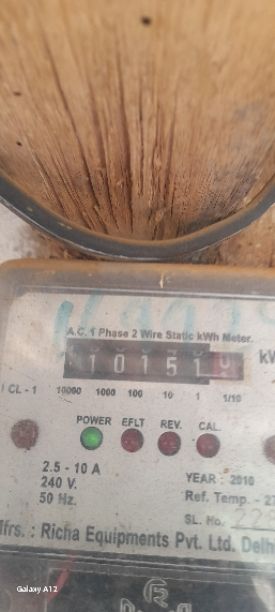 A.C. 1 Phase 2 Wire Static kWh Meter.
10151
CL - 1 10000 1000 100 10 1 1/10
POWER EFLT REV. CAL.
2.5 - 10 A
240 V.
50 Hz.
YEAR : 2010
Ref. Temp. - 27
SL. No.
Mfrs. : Richa Equipments Pvt. Ltd. Delh
Galaxy A12